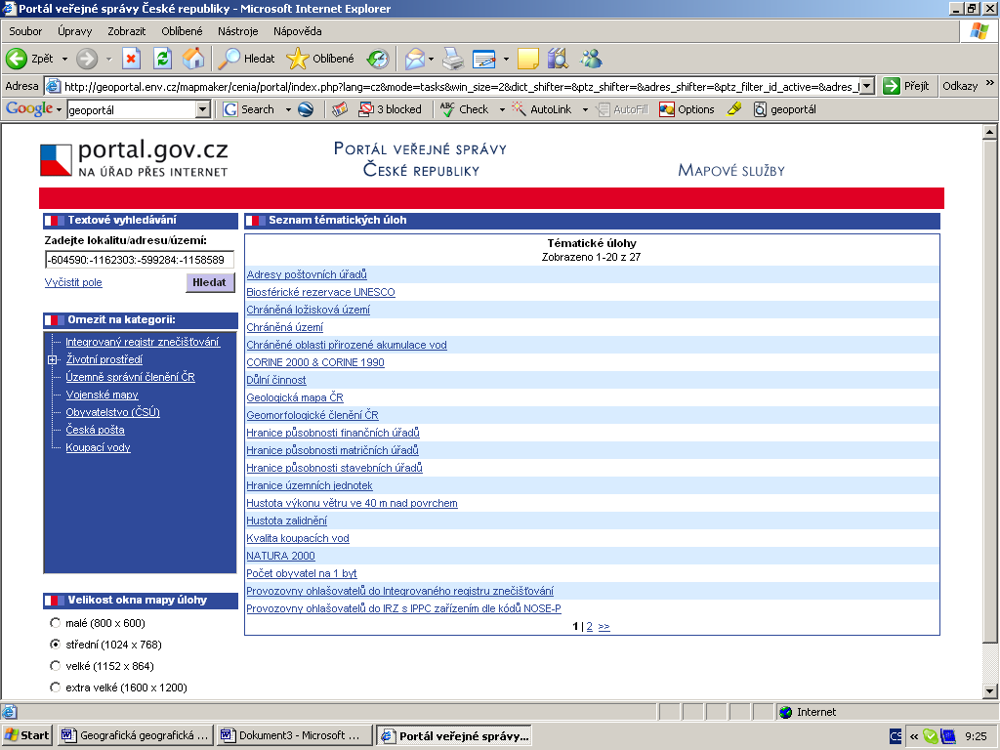 Portál veřejné správy České republiky - Microsoft Internet Explorer
Soubor Úpravy Zobrazit Oblíbené Nástroje Nápověda
Zpět Hledat Oblíbené
Adresa http://geoportal.env.cz/mapmaker/cenia/portal/index.php?lang=cz&mode=tasks&win_size=2&dict_shifter=&ptz_shifter=&adres_shifter=&ptz_filter_id_active=&adres_ Přejít Odkazy »
Google geoportál Search 3 blocked Check AutoLink AutoFill Options geoportál
portal.gov.cz
NA ÚŘAD PŘES INTERNET
PORTÁL VEŘEJNÉ SPRÁVY
ČESKÉ REPUBLIKY
MAPOVÉ SLUŽBY
Textové vyhledávání
Zadejte lokalitu/adresu/území:
-604590:-1162303:-599284:-1158589
Vyčistit pole Hledat
Omezit na kategorii:
Integrovaný registr znečišťování
Životní prostředí
Územně správní členění ČR
Vojenské mapy
Obyvatelstvo (ČSÚ)
Česká pošta
Koupací vody
Velikost okna mapy úlohy
malé (800 x 600)
střední (1024 x 768)
velké (1152 x 864)
extra velké (1600 x 1200)
Seznam tématických úloh
Tématické úlohy
Zobrazeno 1-20 z 27
Adresy poštovních úřadů
Biosférické rezervace UNESCO
Chráněná ložisková území
Chráněná území
Chráněné oblasti přirozené akumulace vod
CORINE 2000 & CORINE 1990
Důlní činnost
Geologická mapa ČR
Geomorfologické členění ČR
Hranice působnosti finančních úřadů
Hranice působnosti matričních úřadů
Hranice působnosti stavebních úřadů
Hranice územních jednotek
Hustota výkonu větru ve 40 m nad povrchem
Hustota zalidnění
Kvalita koupacích vod
NATURA 2000
Počet obyvatel na 1 byt
Provozovny ohlašovatelů do Integrovaného registru znečišťování
Provozovny ohlašovatelů do IRZ s IPPC zařízením dle kódů NOSE-P
1 | 2 >>
Internet
Start Geografická geografická ... Dokument3 - Microsoft ... Portál veřejné správy... CS « 9:25